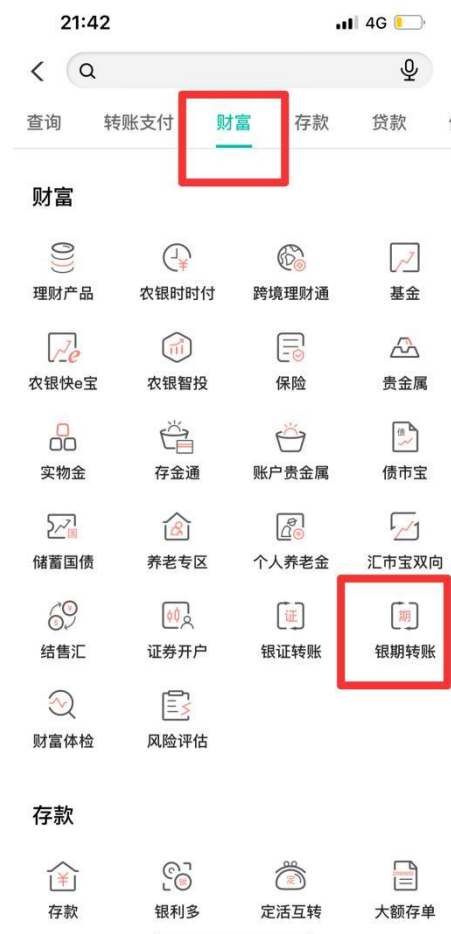 21:42 4G
查询 转账支付 财富 存款 贷款
财富
理财产品 农银时时付 跨境理财通 基金
农银快e宝 农银智投 保险 贵金属
债
实物金 存金通 账户贵金属 债市宝
国
储蓄国债 养老专区 个人养老金 汇市宝双向
证 期
结售汇 证券开户 银证转账 银期转账
财富体检 风险评估
存款
定
存款 银利多 定活互转 大额存单